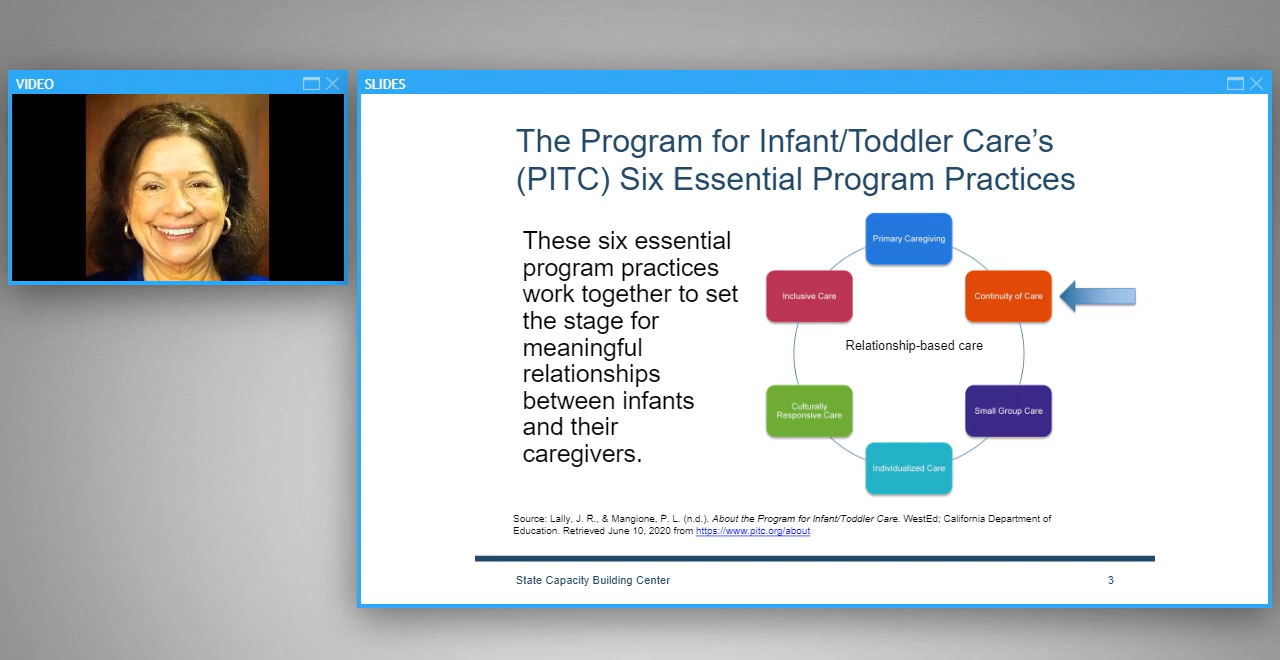 VIDEO
SLIDES
The Program for Infant/Toddler Care’s
(PITC) Six Essential Program Practices
These six essential
program practices
work together to set
the stage for
meaningful
relationships
between infants
and their
caregivers.
Primary Caregiving
Inclusive Care
Continuity of Care
Relationship-based care
Culturally
Responsive Care
Small Group Care
Individualized Care
Source: Lally, J. R., & Mangione, P. L. (n.d.). About the Program for Infant/Toddler Care. WestEd; California Department of
Education. Retrieved June 10, 2020 from https://www.pitc.org/about
State Capacity Building Center
3